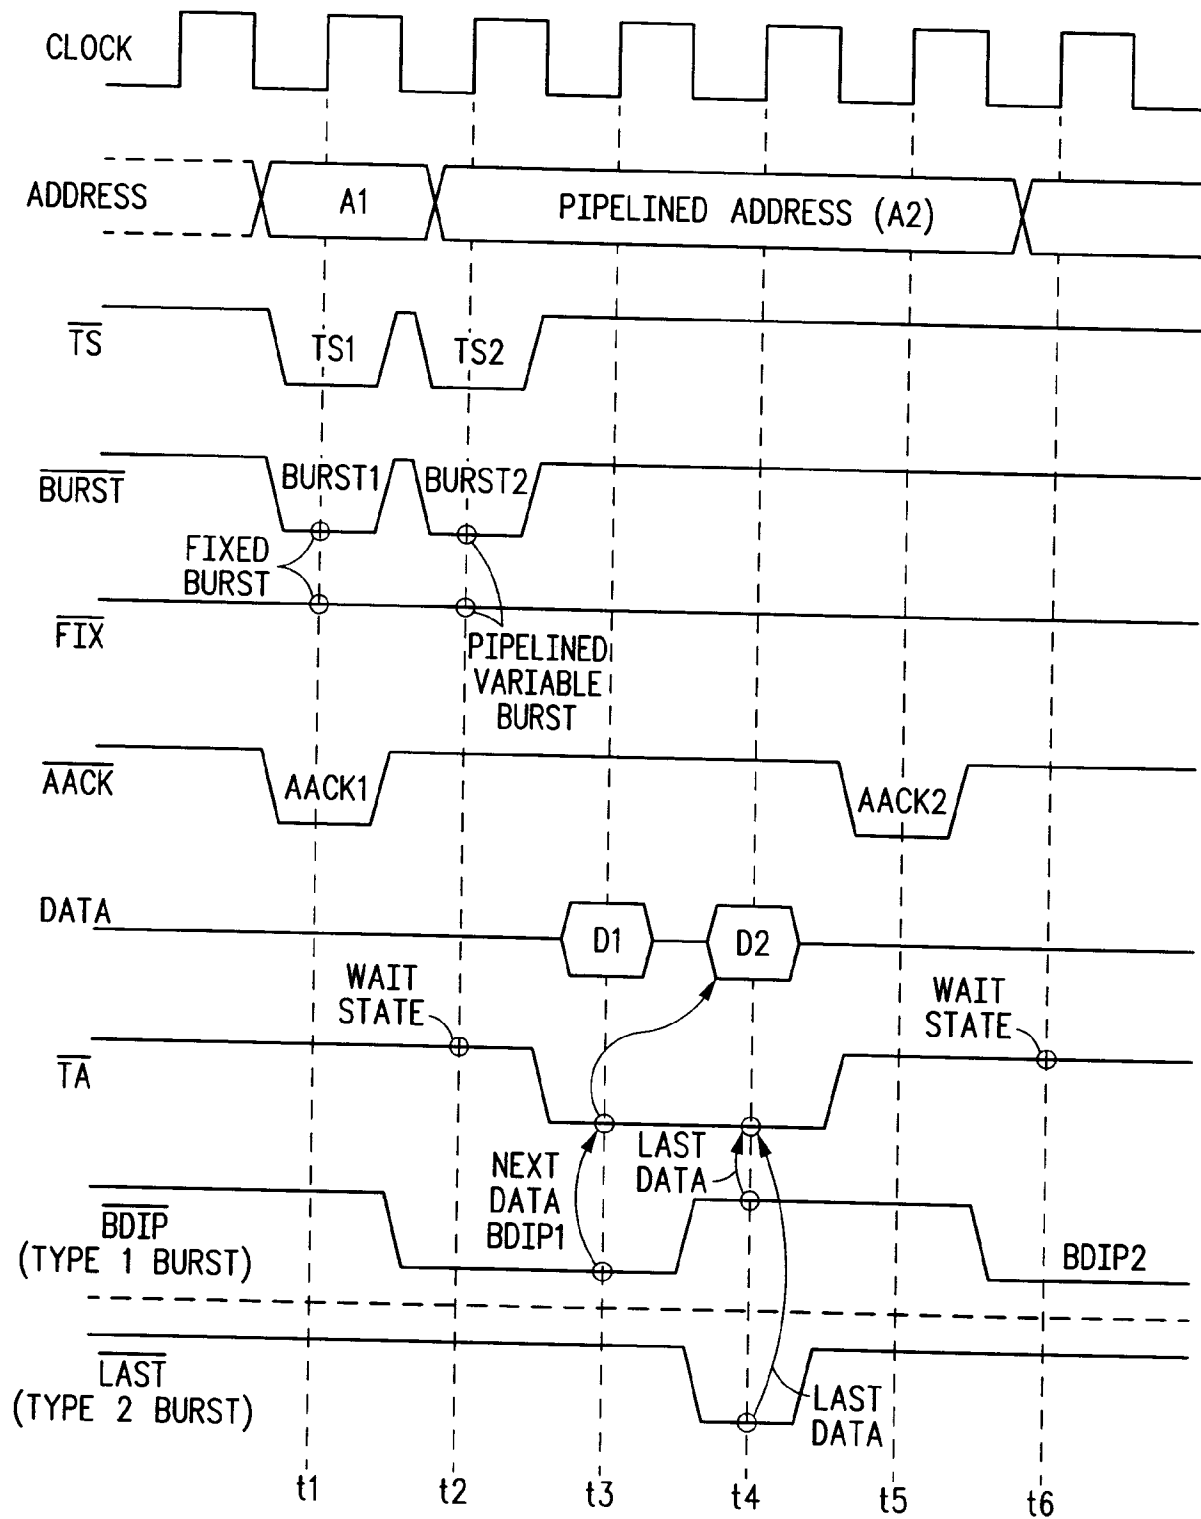 CLOCK
ADDRESS
A1
PIPELINED ADDRESS (A2)
TS
TS1
TS2
BURST
BURST1
BURST2
FIXED
BURST
FIX
PIPELINED
VARIABLE
BURST
AACK
AACK1
AACK2
DATA
D1
D2
WAIT
STATE
WAIT
STATE
TA
NEXT
DATA
BDIP1
LAST
DATA
BDIP
(TYPE 1 BURST)
BDIP2
LAST
(TYPE 2 BURST)
LAST
DATA
t1
t2
t3
t4
t5
t6